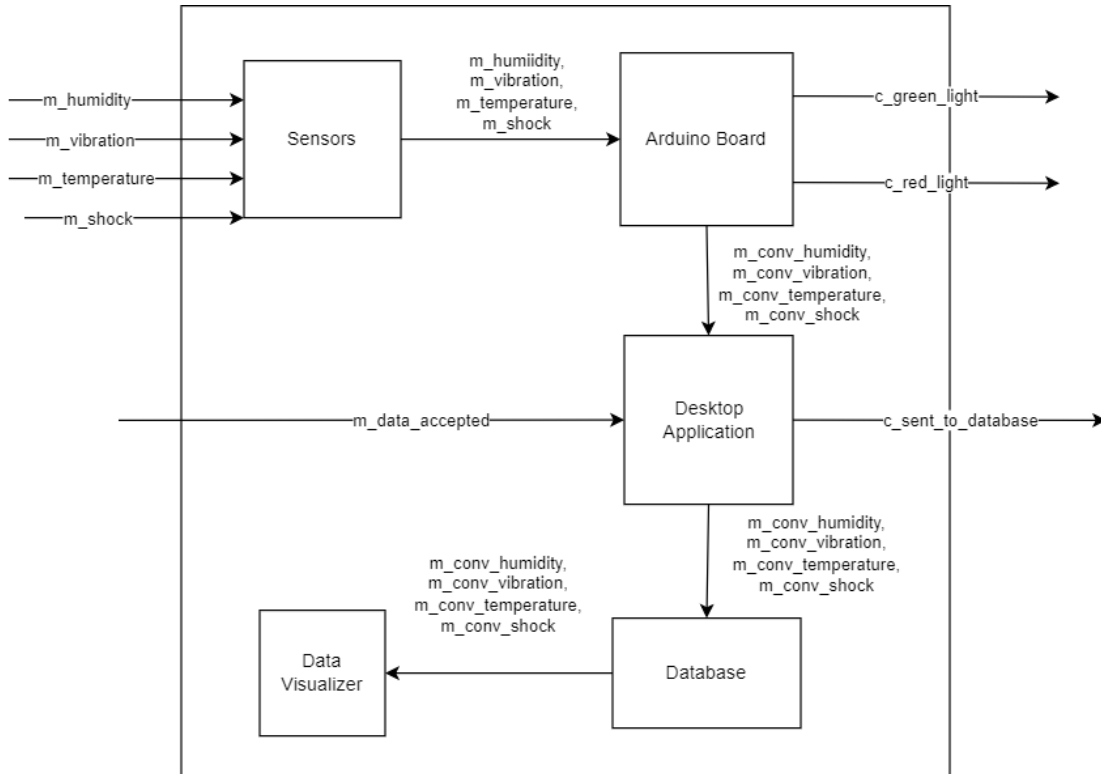 m_humidity
m_vibration
m_temperature
m_shock
Sensors
m_humiidity,
m_vibration,
m_temperature,
m_shock
Arduino Board
c_green_light
c_red_light
m_conv_humidity,
m_conv_vibration,
m_conv_temperature,
m_conv_shock
m_data_accepted
Desktop
Application
c_sent_to_database
m_conv_humidity,
m_conv_vibration,
m_conv_temperature,
m_conv_shock
Database
m_conv_humidity,
m_conv_vibration,
m_conv_temperature,
m_conv_shock
Data
Visualizer